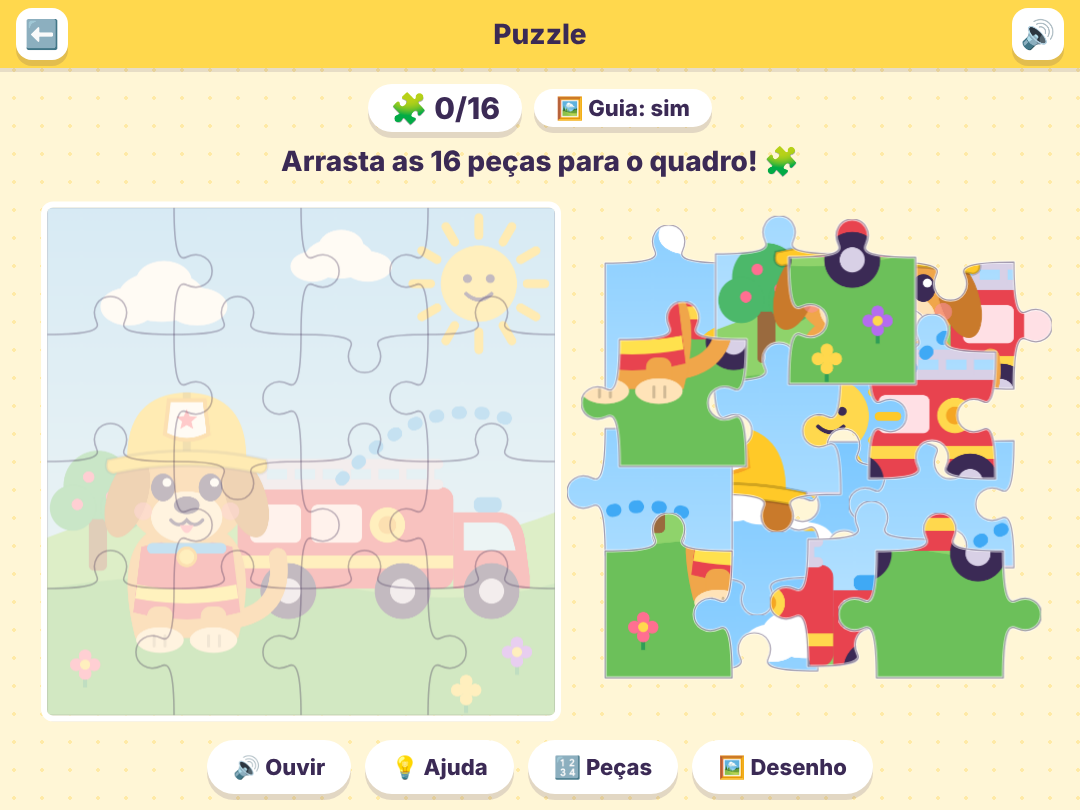 Puzzle
0/16
Guia: sim
Arrasta as 16 peças para o quadro!
Ouvir
Ajuda
Peças
Desenho